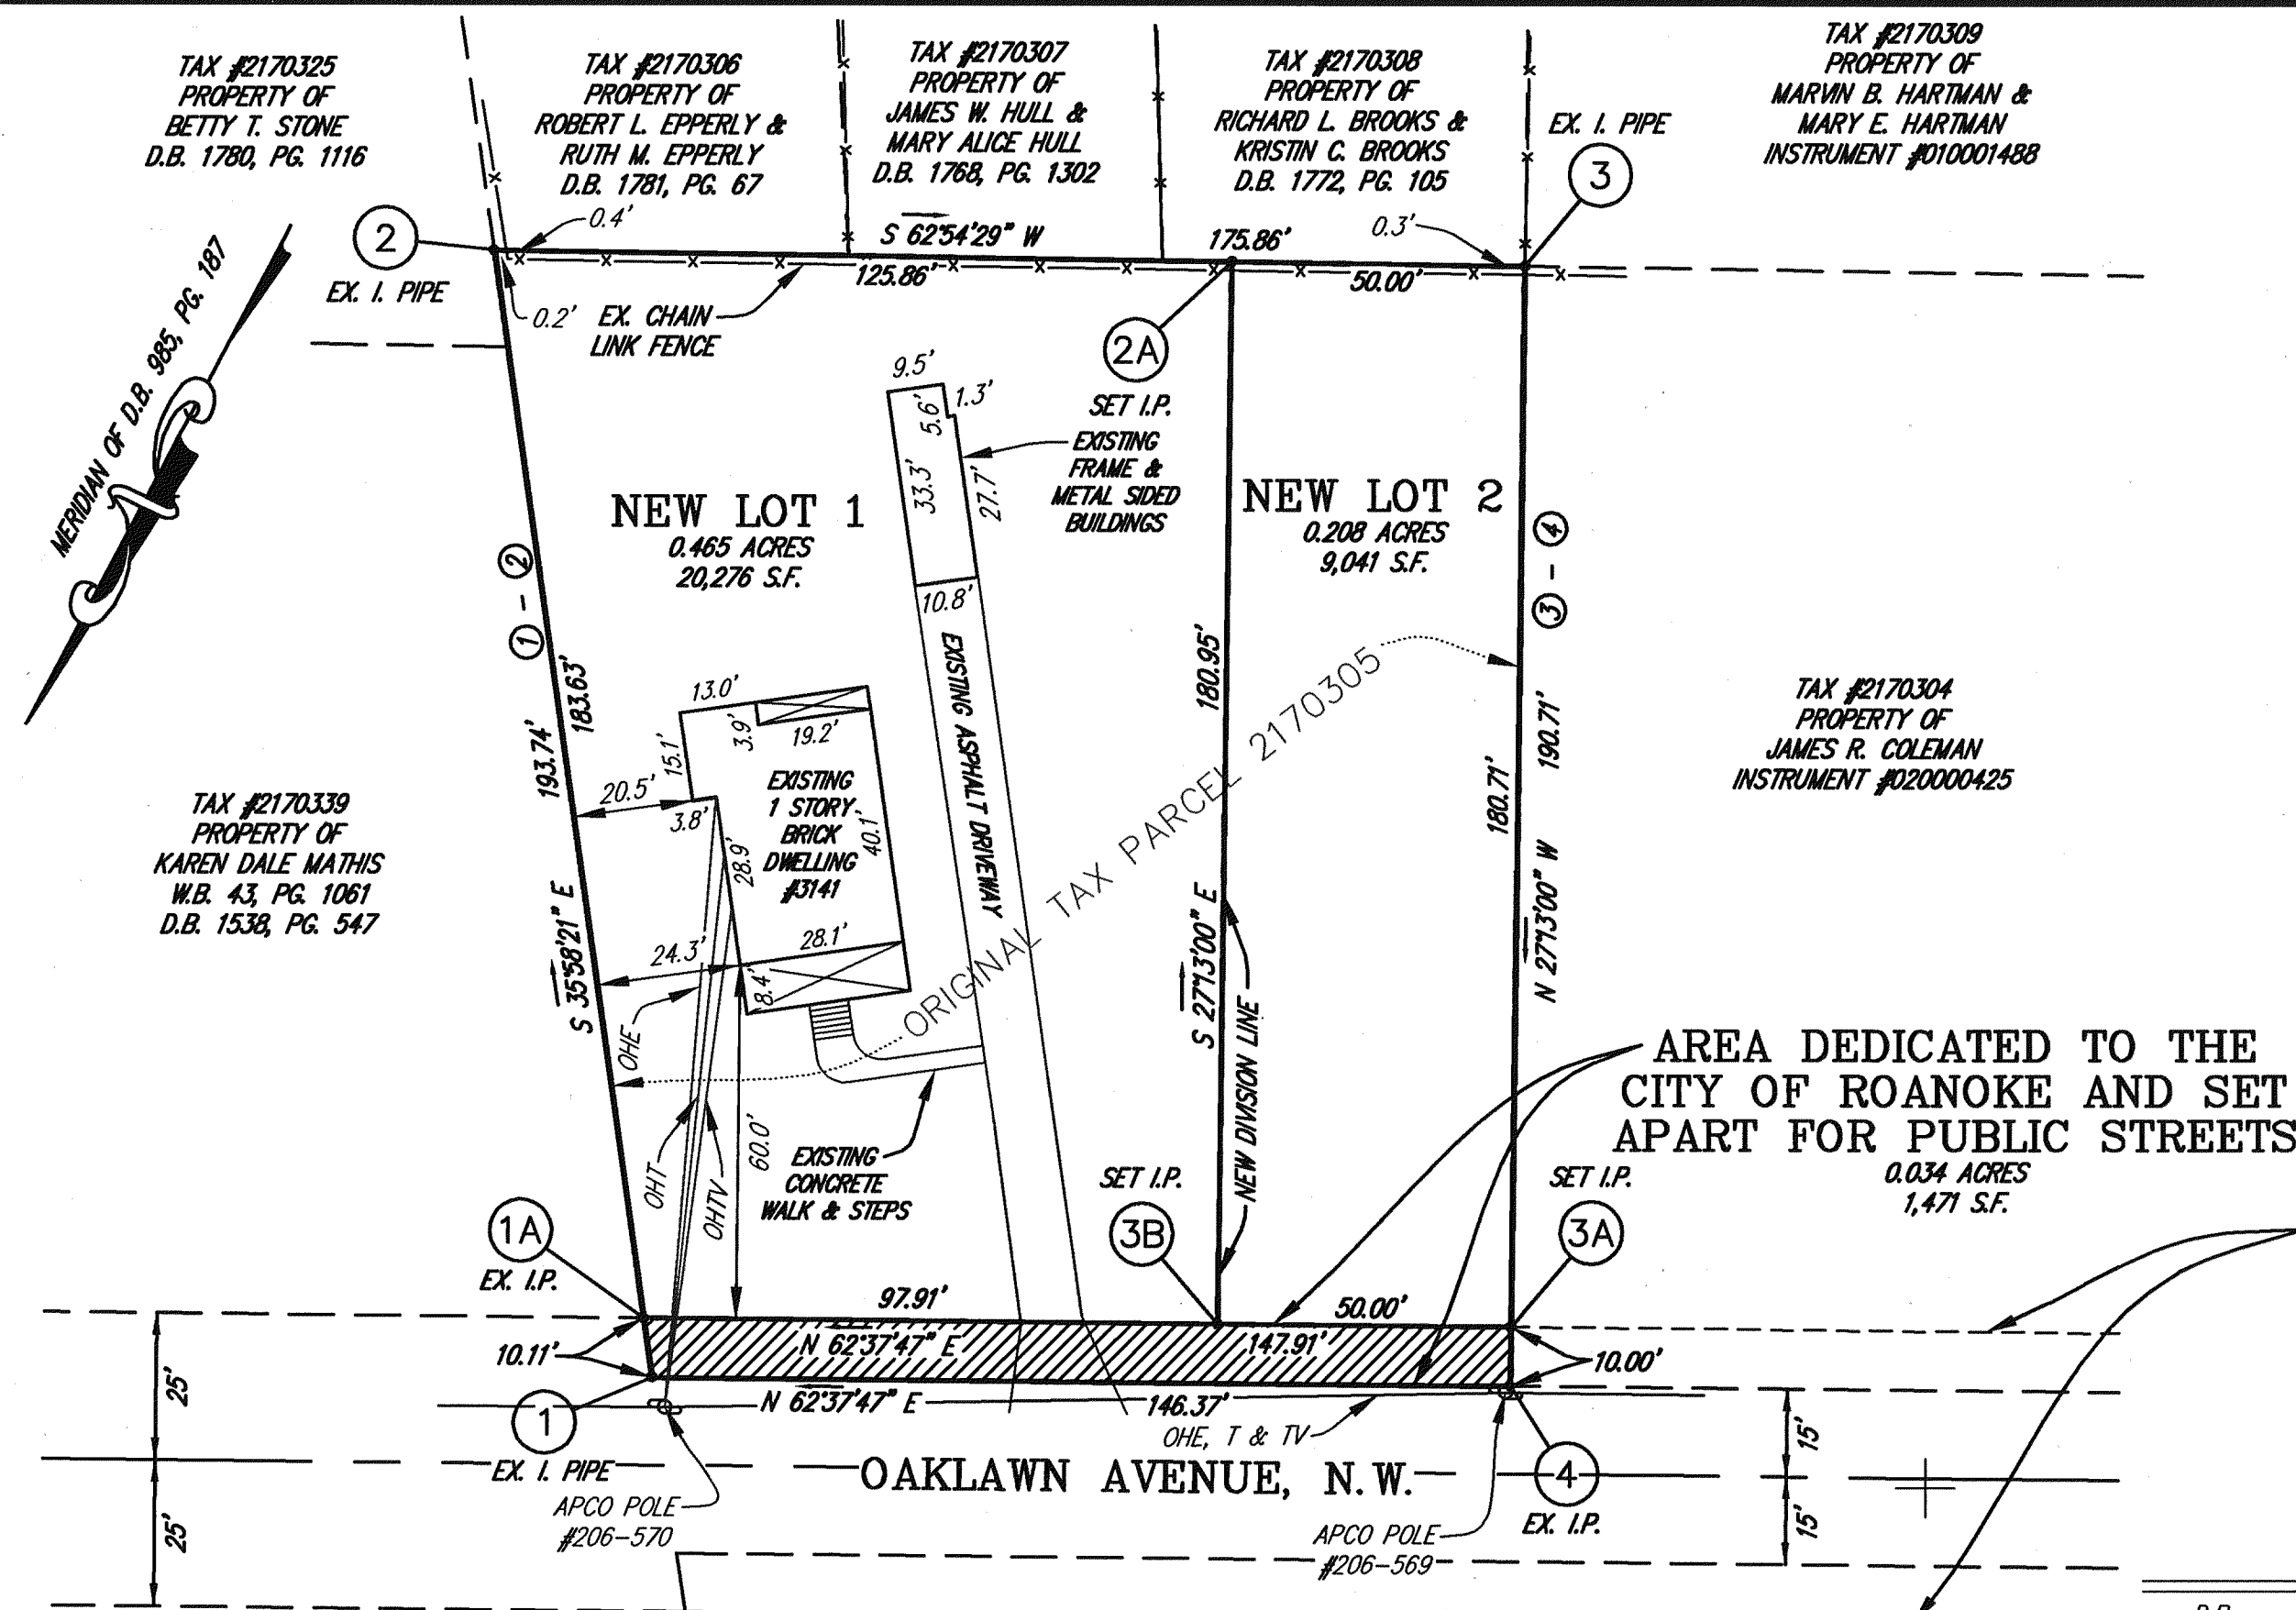 TAX #2170325
PROPERTY OF
BETTY T. STONE
D.B. 1780, PG. 1116
TAX #2170306
PROPERTY OF
ROBERT L. EPPERLY &
RUTH M. EPPERLY
D.B. 1781, PG. 67
TAX #2170307
PROPERTY OF
JAMES W. HULL &
MARY ALICE HULL
D.B. 1768, PG. 1302
TAX #2170308
PROPERTY OF
RICHARD L. BROOKS &
KRISTIN C. BROOKS
D.B. 1772, PG. 105
TAX #2170309
PROPERTY OF
MARVIN B. HARTMAN &
MARY E. HARTMAN
INSTRUMENT #010001488
EX. I. PIPE
3
2
EX. I. PIPE
0.4'
S 62°54'29" W
175.86'
0.3'
125.86'
50.00'
0.2'
EX. CHAIN
LINK FENCE
MERIDIAN OF D.B. 985, PG. 187
2A
SET I.P.
9.5'
1.3'
5.6'
33.3'
27.7'
10.8'
EXISTING
FRAME &
METAL SIDED
BUILDINGS
NEW LOT 1
0.465 ACRES
20,276 S.F.
NEW LOT 2
0.208 ACRES
9,041 S.F.
1 - 2
3 - 4
193.74'
183.63'
S 35°58'21" E
180.95'
S 27°13'00" E
NEW DIVISION LINE
180.71'
190.71'
N 27°13'00" W
TAX #2170304
PROPERTY OF
JAMES R. COLEMAN
INSTRUMENT #020000425
TAX #2170339
PROPERTY OF
KAREN DALE MATHIS
W.B. 43, PG. 1061
D.B. 1538, PG. 547
13.0'
3.9'
19.2'
15.1'
20.5'
3.8'
28.9'
40.1'
EXISTING
1 STORY
BRICK
DWELLING
#3141
24.3'
28.1'
8.4'
EXISTING ASPHALT DRIVEWAY
ORIGINAL TAX PARCEL 2170305
OHE
OHT
OHTV
60.0'
EXISTING
CONCRETE
WALK & STEPS
AREA DEDICATED TO THE
CITY OF ROANOKE AND SET
APART FOR PUBLIC STREETS
0.034 ACRES
1,471 S.F.
1A
EX. I.P.
SET I.P.
3B
SET I.P.
3A
97.91'
50.00'
N 62°37'47" E
147.91'
10.11'
10.00'
1
EX. I. PIPE
N 62°37'47" E
146.37'
OHE, T & TV
OAKLAWN AVENUE, N.W.
4
EX. I.P.
APCO POLE
#206-570
APCO POLE
#206-569
25'
25'
15'
15'